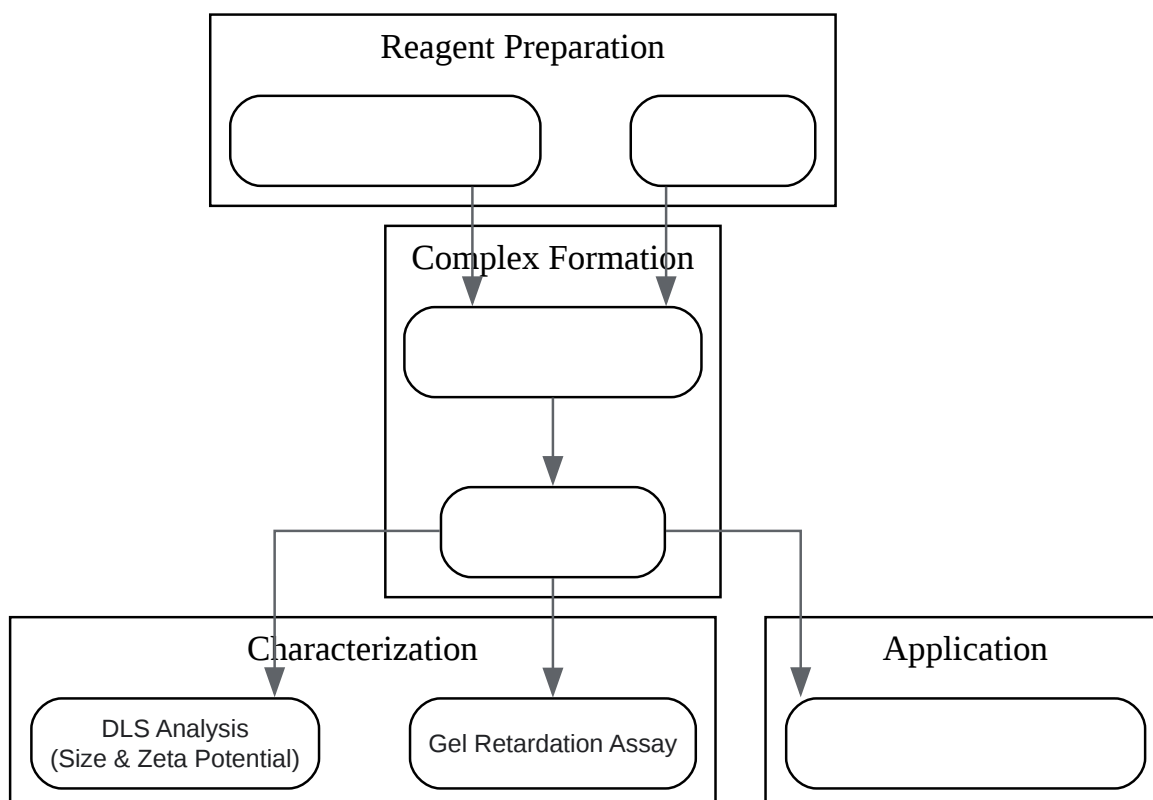 Reagent Preparation
Complex Formation
Characterization
Application
DLS Analysis
(Size & Zeta Potential)
Gel Retardation Assay